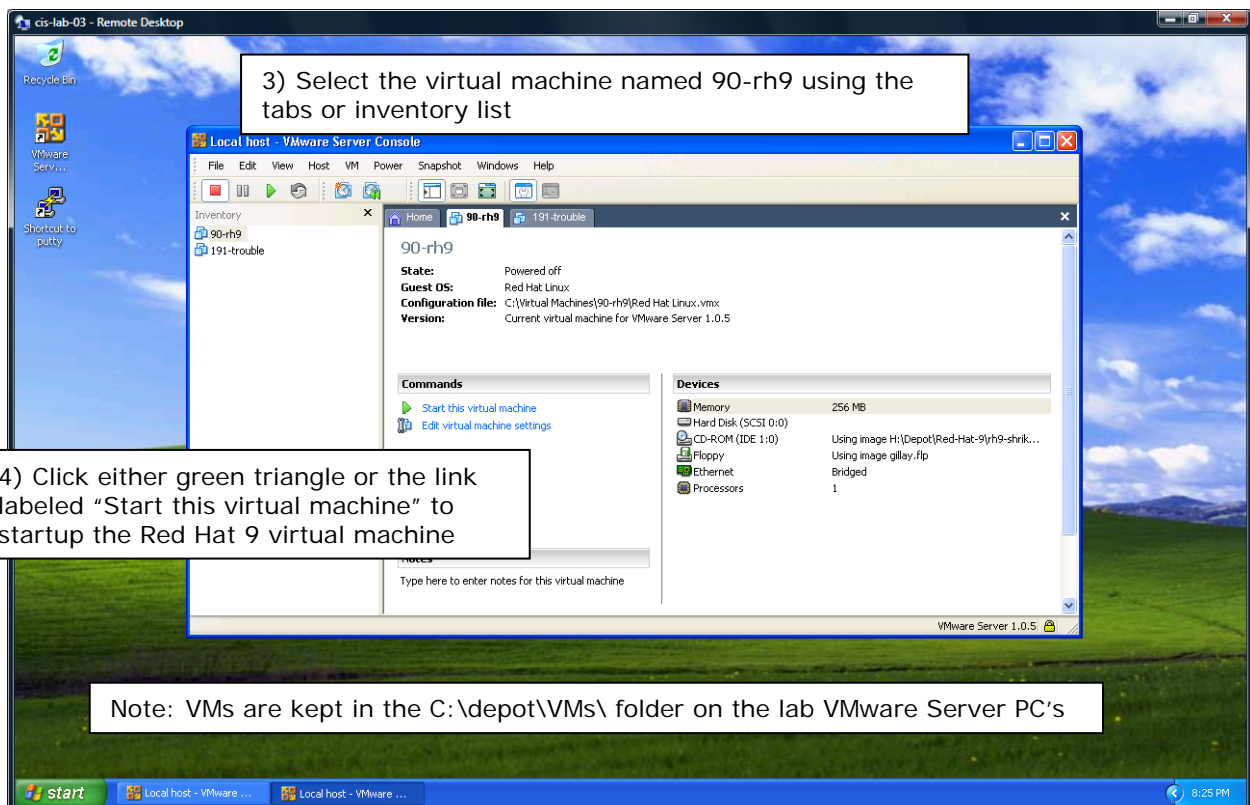 cis-lab-03 - Remote Desktop
Recycle Bin
3) Select the virtual machine named 90-rh9 using the
tabs or inventory list
VMware
Serv...
Shortcut to
putty
Local host - VMware Server Console
File Edit View Host VM Power Snapshot Windows Help
Inventory
90-rh9
191-trouble
Home 90-rh9 191-trouble
90-rh9
State: Powered off
Guest OS: Red Hat Linux
Configuration file: C:\Virtual Machines\90-rh9\Red Hat Linux.vmx
Version: Current virtual machine for VMware Server 1.0.5
Commands
Start this virtual machine
Edit virtual machine settings
Devices
Memory 256 MB
Hard Disk (SCSI 0:0)
CD-ROM (IDE 1:0) Using image H:\Depot\Red-Hat-9\rh9-shrik...
Floppy Using image gillay.flp
Ethernet Bridged
Processors 1
4) Click either green triangle or the link
labeled “Start this virtual machine” to
startup the Red Hat 9 virtual machine
Notes
Type here to enter notes for this virtual machine
VMware Server 1.0.5
Note: VMs are kept in the C:\depot\VMs\ folder on the lab VMware Server PC’s
start
Local host - VMware ...
Local host - VMware ...
8:25 PM